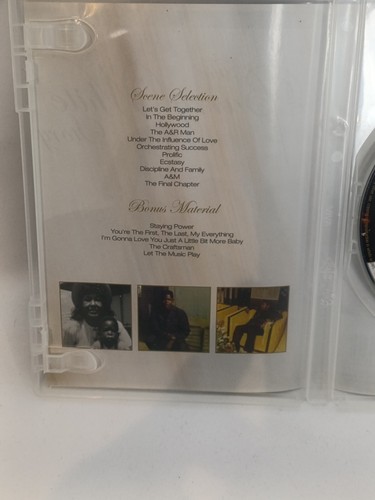 Scene Selection
Let's Get Together
In The Beginning
Hollywood
The A&R Man
Under The Influence Of Love
Orchestrating Success
Prolific
Ecstasy
Discipline And Family
A&M
The Final Chapter
Bonus Material
Staying Power
You're The First, The Last, My Everything
I'm Gonna Love You Just A Little Bit More Baby
The Craftsman
Let The Music Play